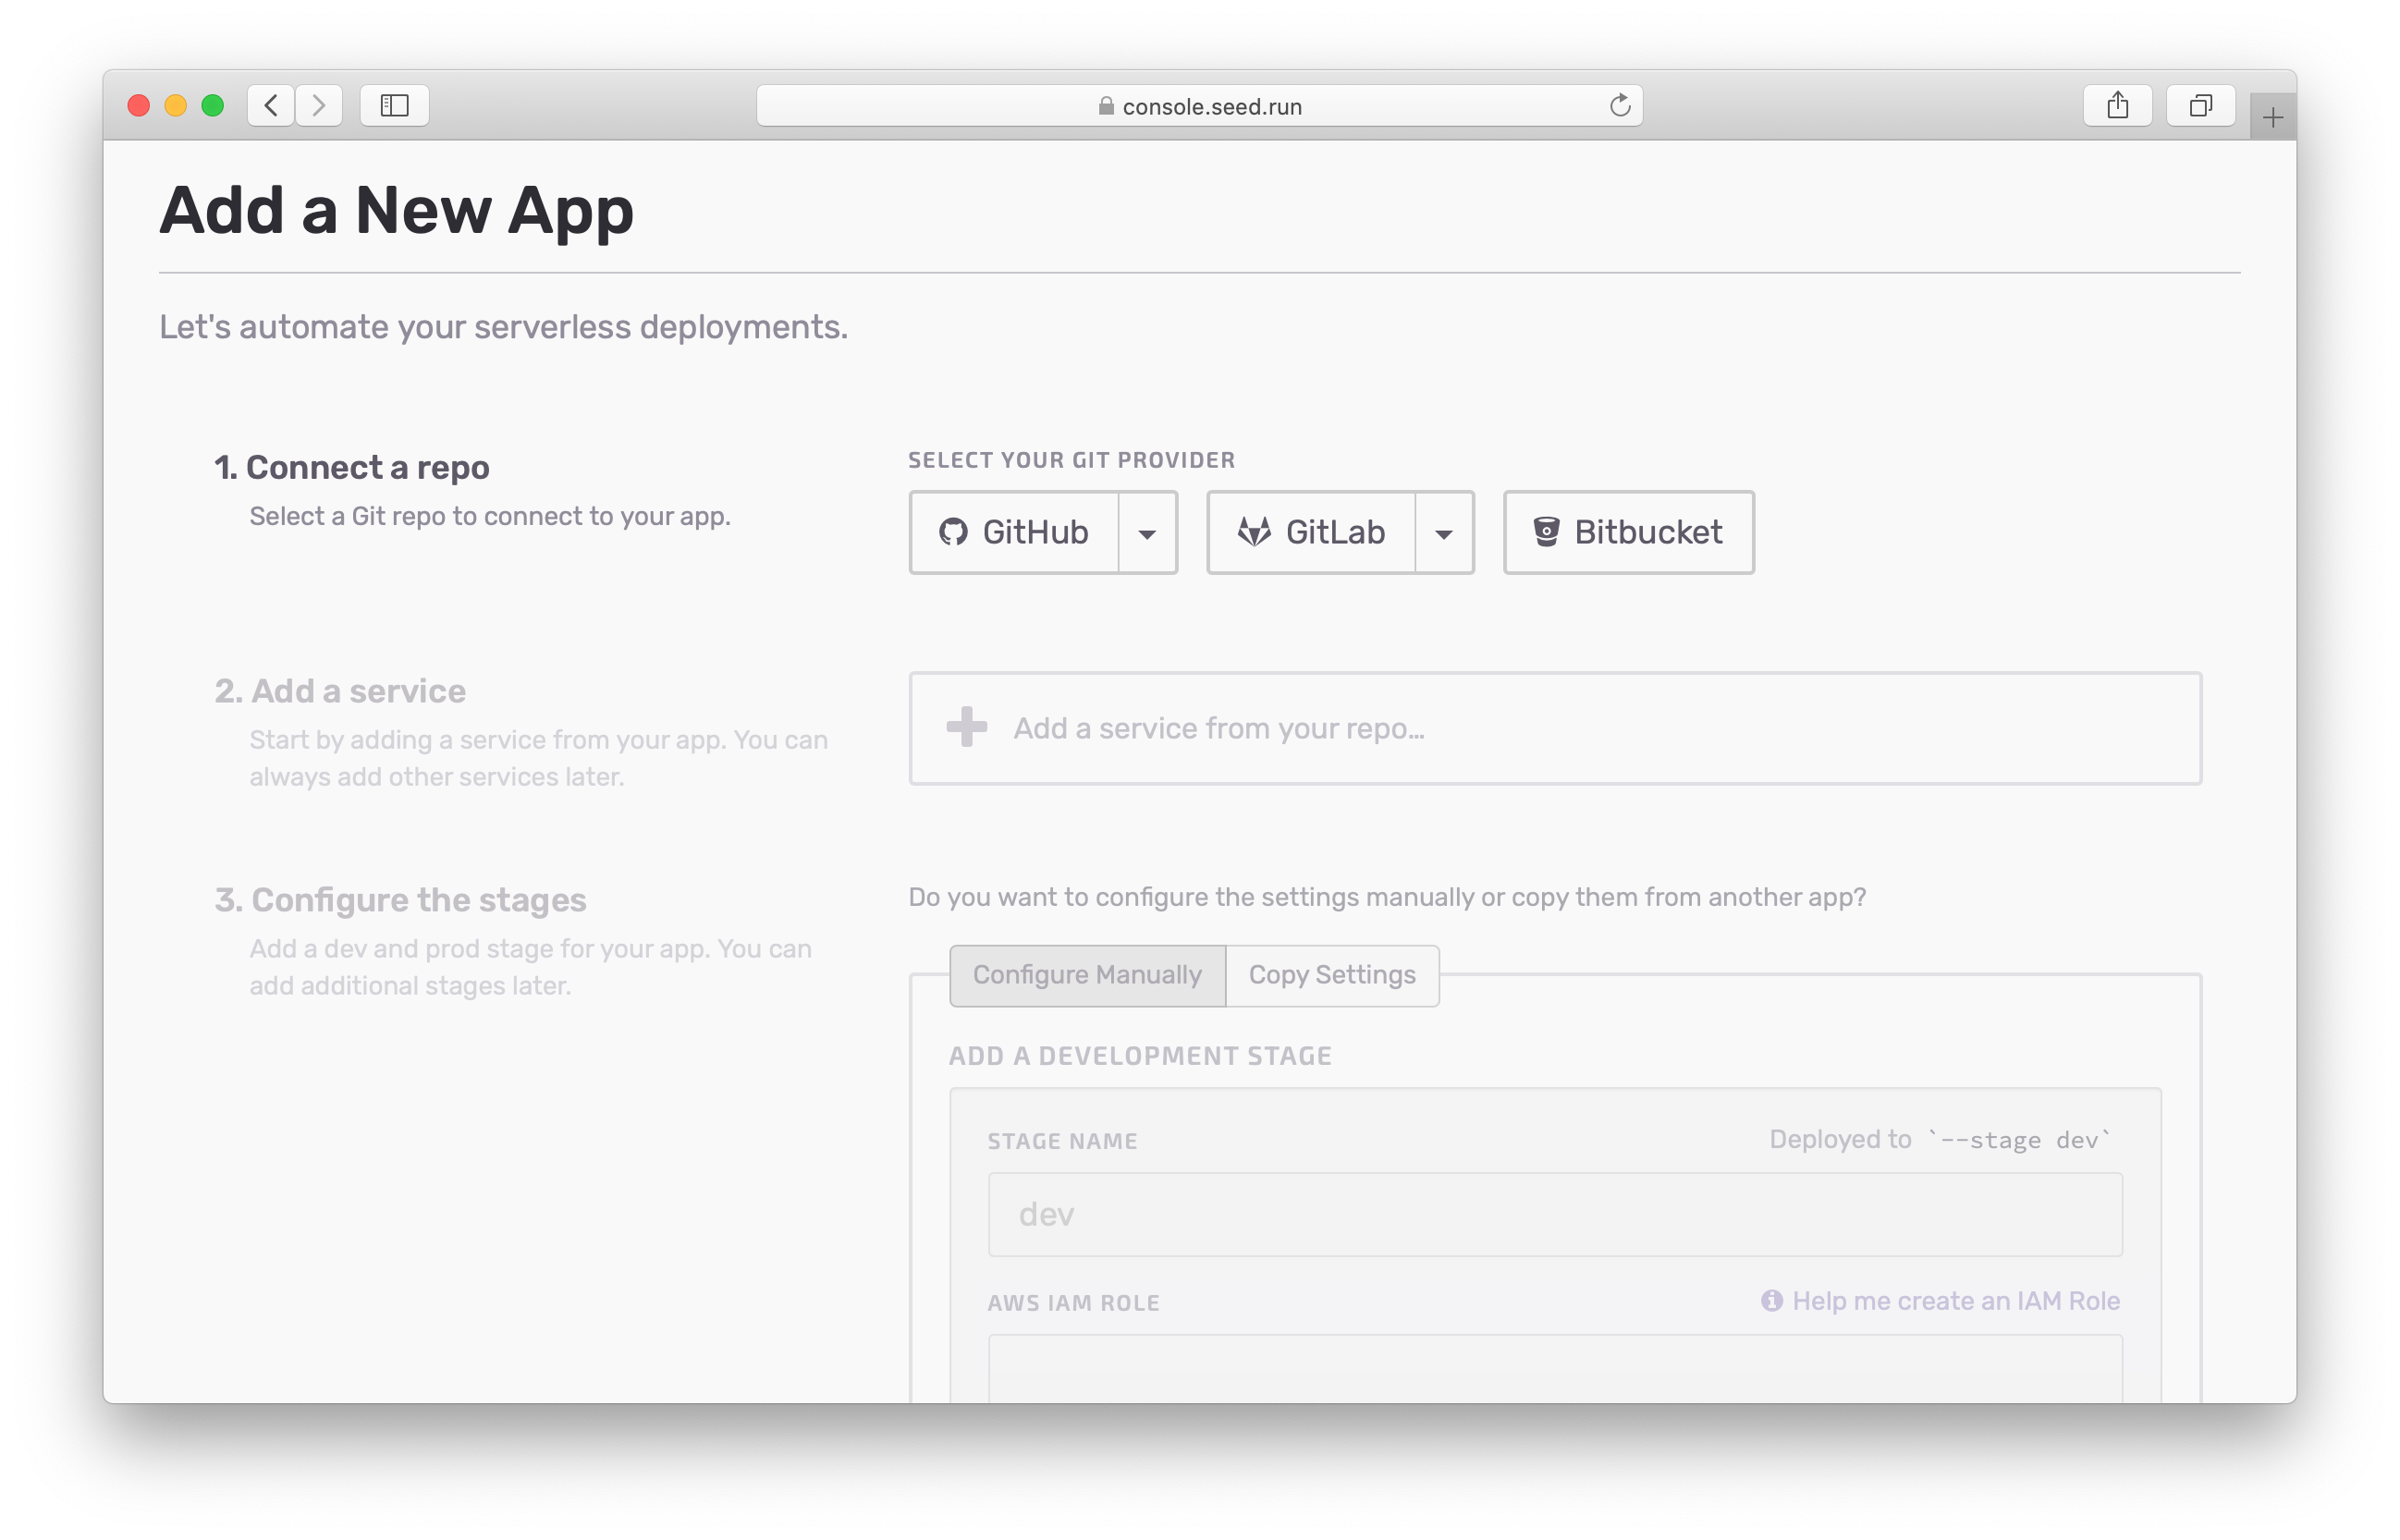 console.seed.run
Add a New App
Let's automate your serverless deployments.
1. Connect a repo
Select a Git repo to connect to your app.
SELECT YOUR GIT PROVIDER
GitHub
GitLab
Bitbucket
2. Add a service
Start by adding a service from your app. You can
always add other services later.
Add a service from your repo...
3. Configure the stages
Add a dev and prod stage for your app. You can
add additional stages later.
Do you want to configure the settings manually or copy them from another app?
Configure Manually
Copy Settings
ADD A DEVELOPMENT STAGE
STAGE NAME
Deployed to `--stage dev`
dev
AWS IAM ROLE
Help me create an IAM Role